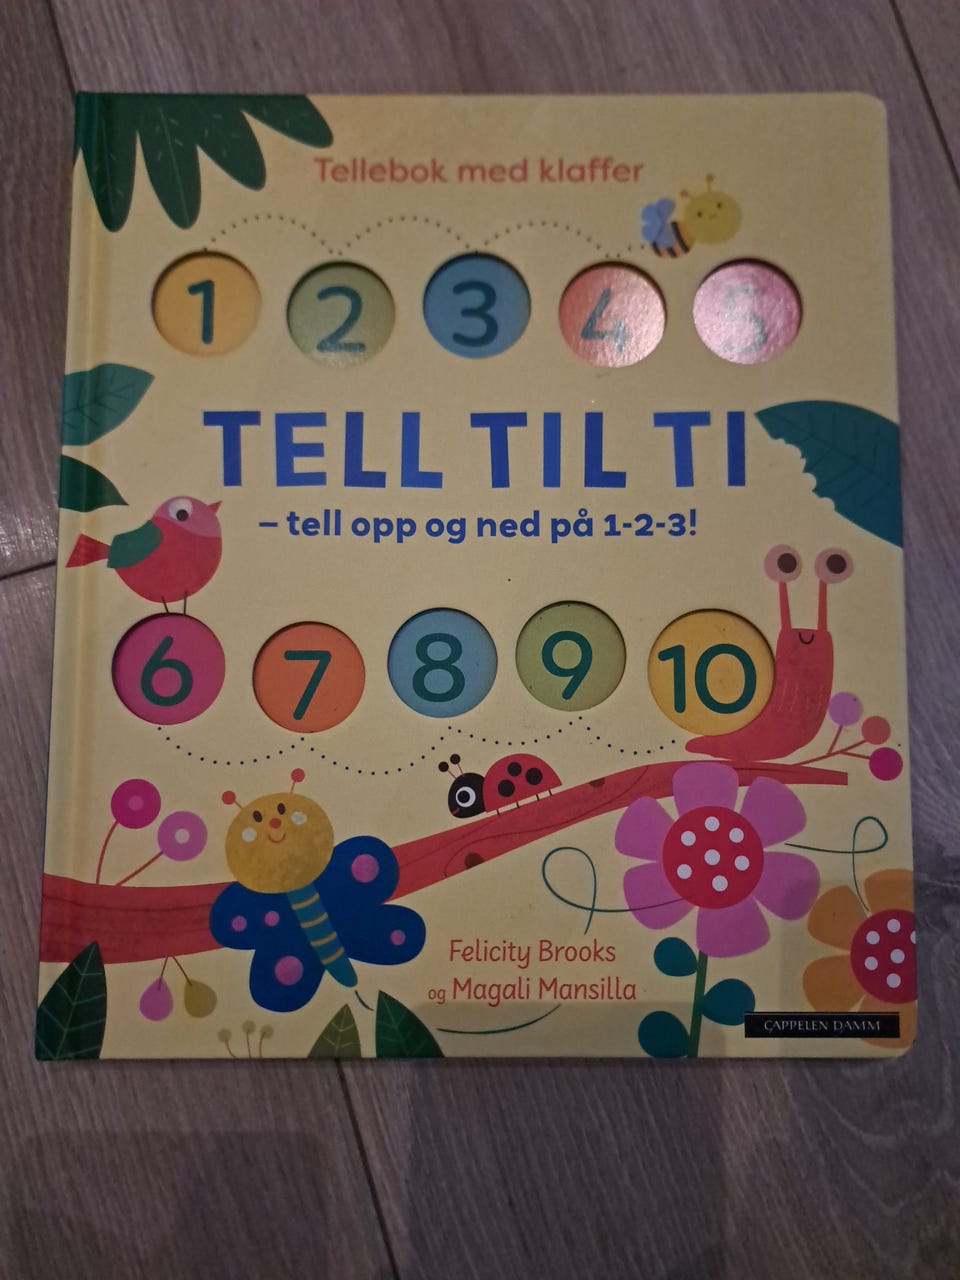 Tellebok med klaffer
1 2 3 4 5
TELL TIL TI
– tell opp og ned på 1-2-3!
6 7 8 9 10
Felicity Brooks
og Magali Mansilla
CAPPELEN DAMM